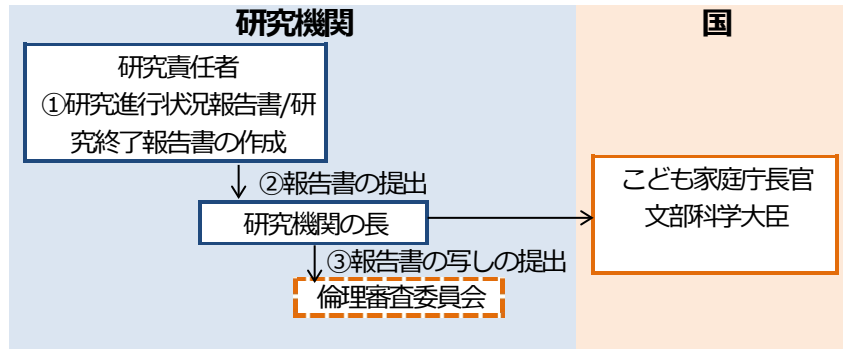 研究機関
国
研究責任者
①研究進行状況報告書/研
究終了報告書の作成
②報告書の提出
こども家庭庁長官
文部科学大臣
研究機関の長
③報告書の写しの提出
倫理審査委員会